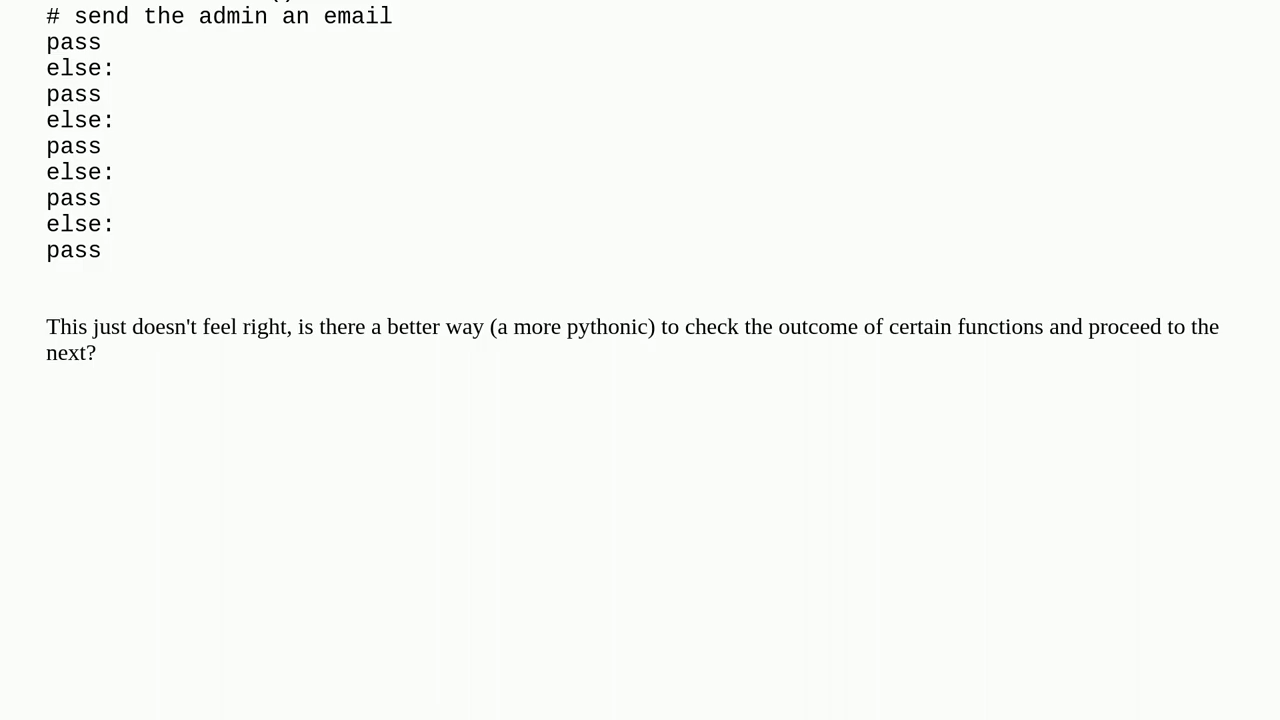 # send the admin an email
pass
else:
pass
else:
pass
else:
pass
else:
pass
This just doesn't feel right, is there a better way (a more pythonic) to check the outcome of certain functions and proceed to the
next?